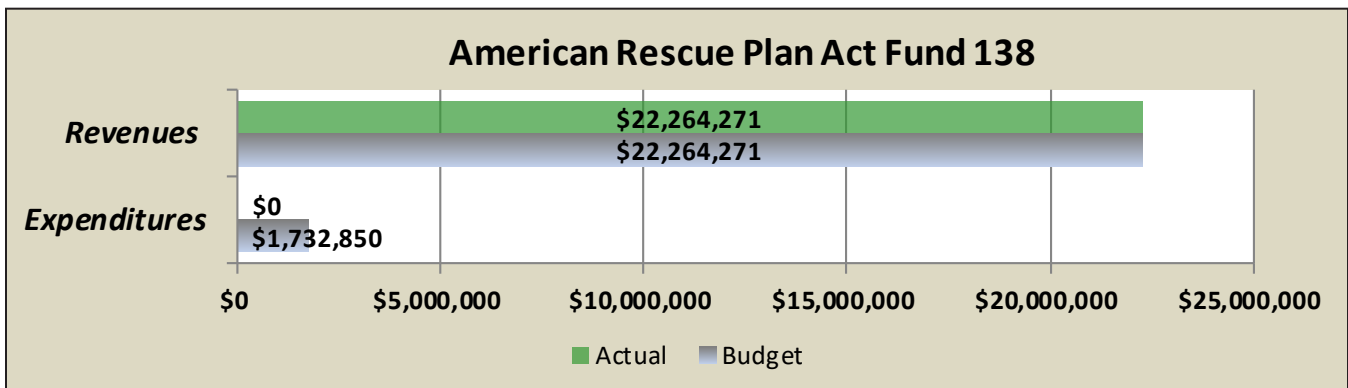 American Rescue Plan Act Fund 138
Revenues
$22,264,271
$22,264,271
Expenditures
$0
$1,732,850
$0 $5,000,000 $10,000,000 $15,000,000 $20,000,000 $25,000,000
Actual Budget